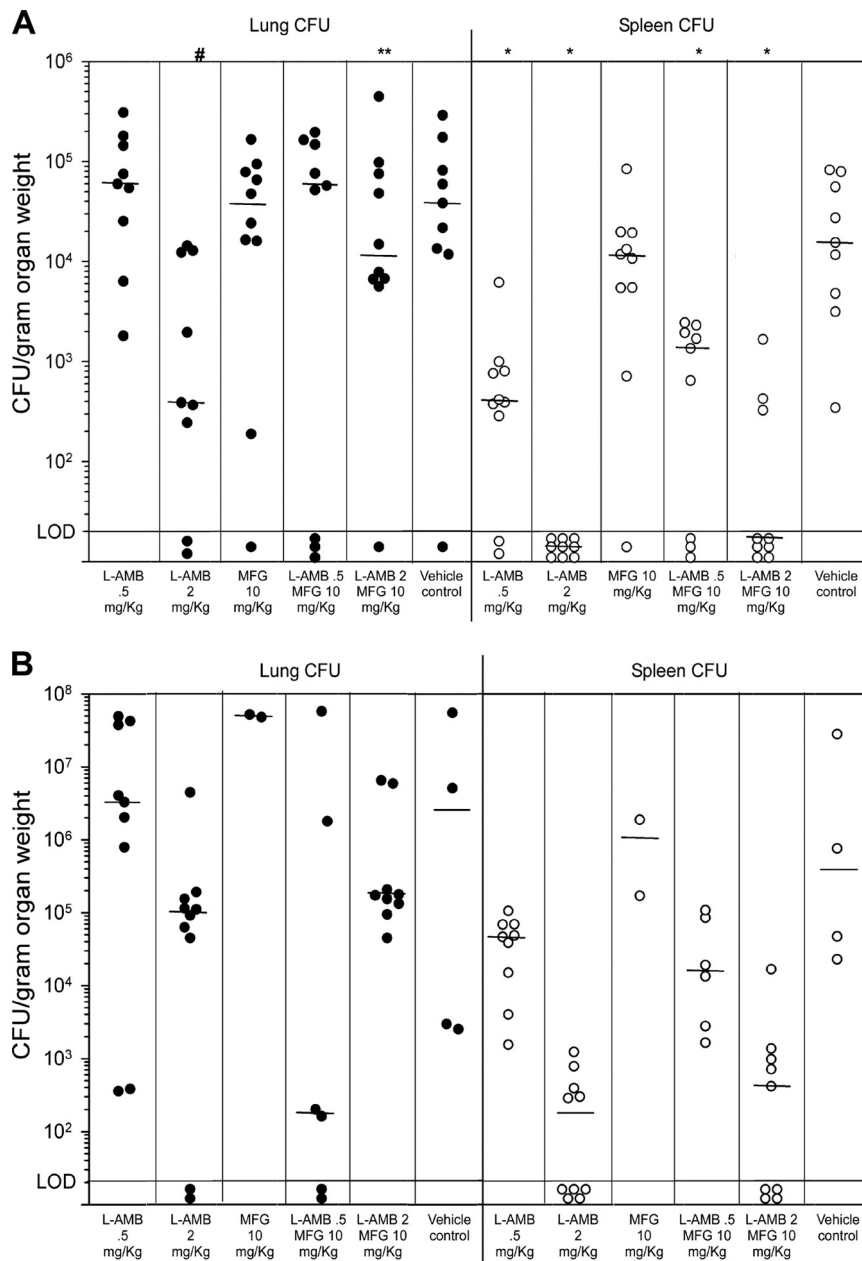 A
Lung CFU
Spleen CFU
# ** * * * *
CFU/gram organ weight
10⁶
10⁵
10⁴
10³
10²
LOD
L-AMB L-AMB MFG L-AMB .5 L-AMB 2 Vehicle L-AMB L-AMB MFG 10 L-AMB .5 L-AMB 2 Vehicle
.5 2 10 MFG 10 MFG 10 control .5 2 mg/Kg MFG 10 MFG 10 control
mg/Kg mg/Kg mg/Kg mg/Kg mg/Kg mg/Kg mg/Kg mg/Kg mg/Kg
B
Lung CFU
Spleen CFU
CFU/gram organ weight
10⁸
10⁷
10⁶
10⁵
10⁴
10³
10²
LOD
L-AMB L-AMB MFG L-AMB .5 L-AMB 2 Vehicle L-AMB L-AMB MFG L-AMB .5 L-AMB 2 Vehicle
.5 2 10 MFG 10 MFG 10 control .5 2 10 MFG 10 MFG 10 control
mg/Kg mg/Kg mg/Kg mg/Kg mg/Kg mg/Kg mg/Kg mg/Kg mg/Kg mg/Kg